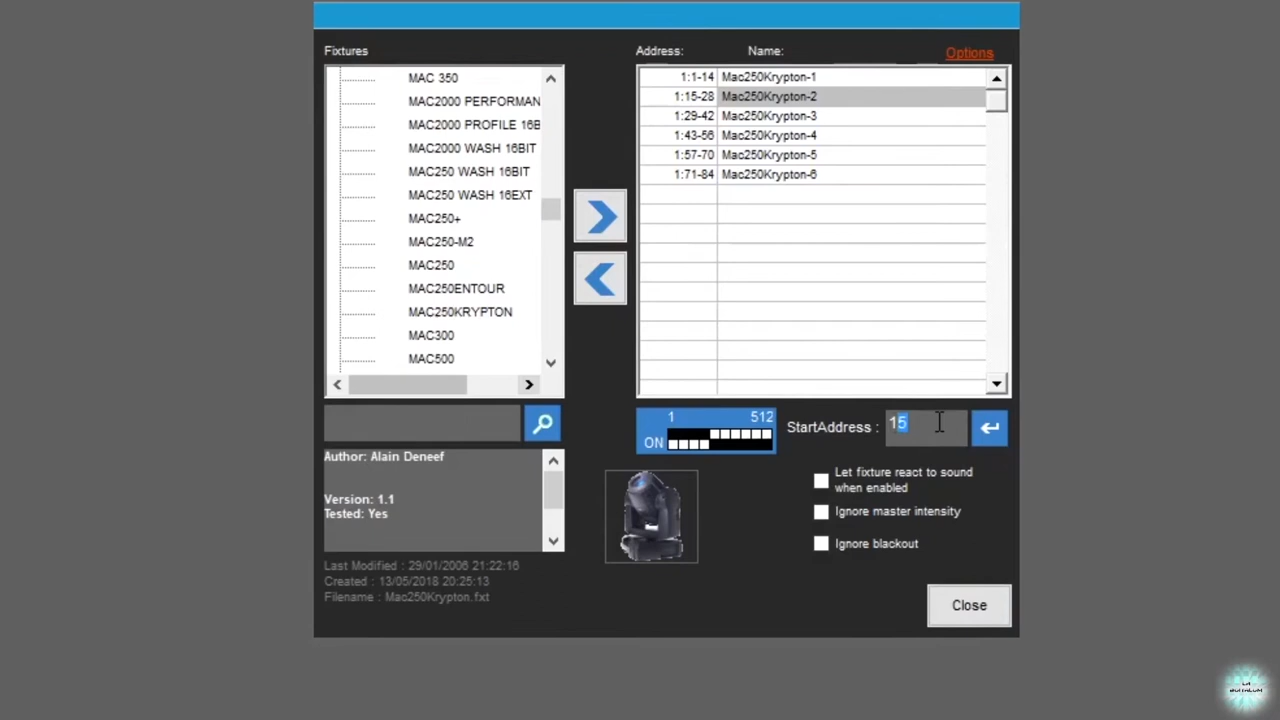 Fixtures
Address: Name: Options
MAC 350
MAC2000 PERFORMAN
MAC2000 PROFILE 16B
MAC2000 WASH 16BIT
MAC250 WASH 16BIT
MAC250 WASH 16EXT
MAC250+
MAC250-M2
MAC250
MAC250ENTOUR
MAC250KRYPTON
MAC300
MAC500
1:1-14 Mac250Krypton-1
1:15-28 Mac250Krypton-2
1:29-42 Mac250Krypton-3
1:43-56 Mac250Krypton-4
1:57-70 Mac250Krypton-5
1:71-84 Mac250Krypton-6
1 512
ON
StartAddress : 15
Author: Alain Deneef
Version: 1.1
Tested: Yes
Last Modified : 29/01/2006 21:22:16
Created : 13/05/2018 20:25:13
Filename : Mac250Krypton.fxt
Let fixture react to sound
when enabled
Ignore master intensity
Ignore blackout
Close